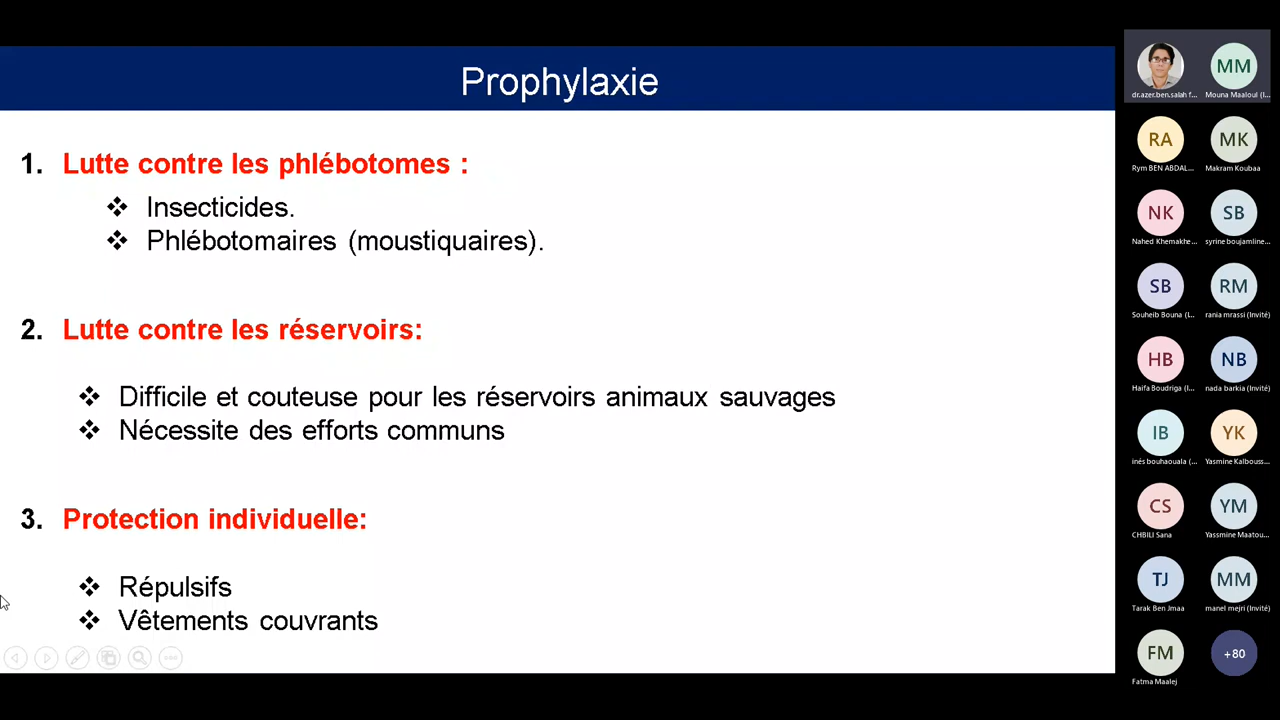 Prophylaxie
1. Lutte contre les phlébotomes :
❖ Insecticides.
❖ Phlébotomaires (moustiquaires).
2. Lutte contre les réservoirs:
❖ Difficile et couteuse pour les réservoirs animaux sauvages
❖ Nécessite des efforts communs
3. Protection individuelle:
❖ Répulsifs
❖ Vêtements couvrants
MM
dr.azer.ben.salah f... Mouna Maaloul (I...
RA MK
Rym BEN ABDAL... Makram Koubaa
NK SB
Nahed Khemakhe... syrine boujamline...
SB RM
Souheib Bouna (I... rania mrassi (Invité)
HB NB
Haifa Boudriga (I... nada barkia (Invité)
IB YK
inés bouhaouala (... Yasmine Kalbouss...
CS YM
CHBILI Sana Yassmine Maatou...
TJ MM
Tarak Ben Jmaa manel mejri (Invité)
FM +80
Fatma Maalej